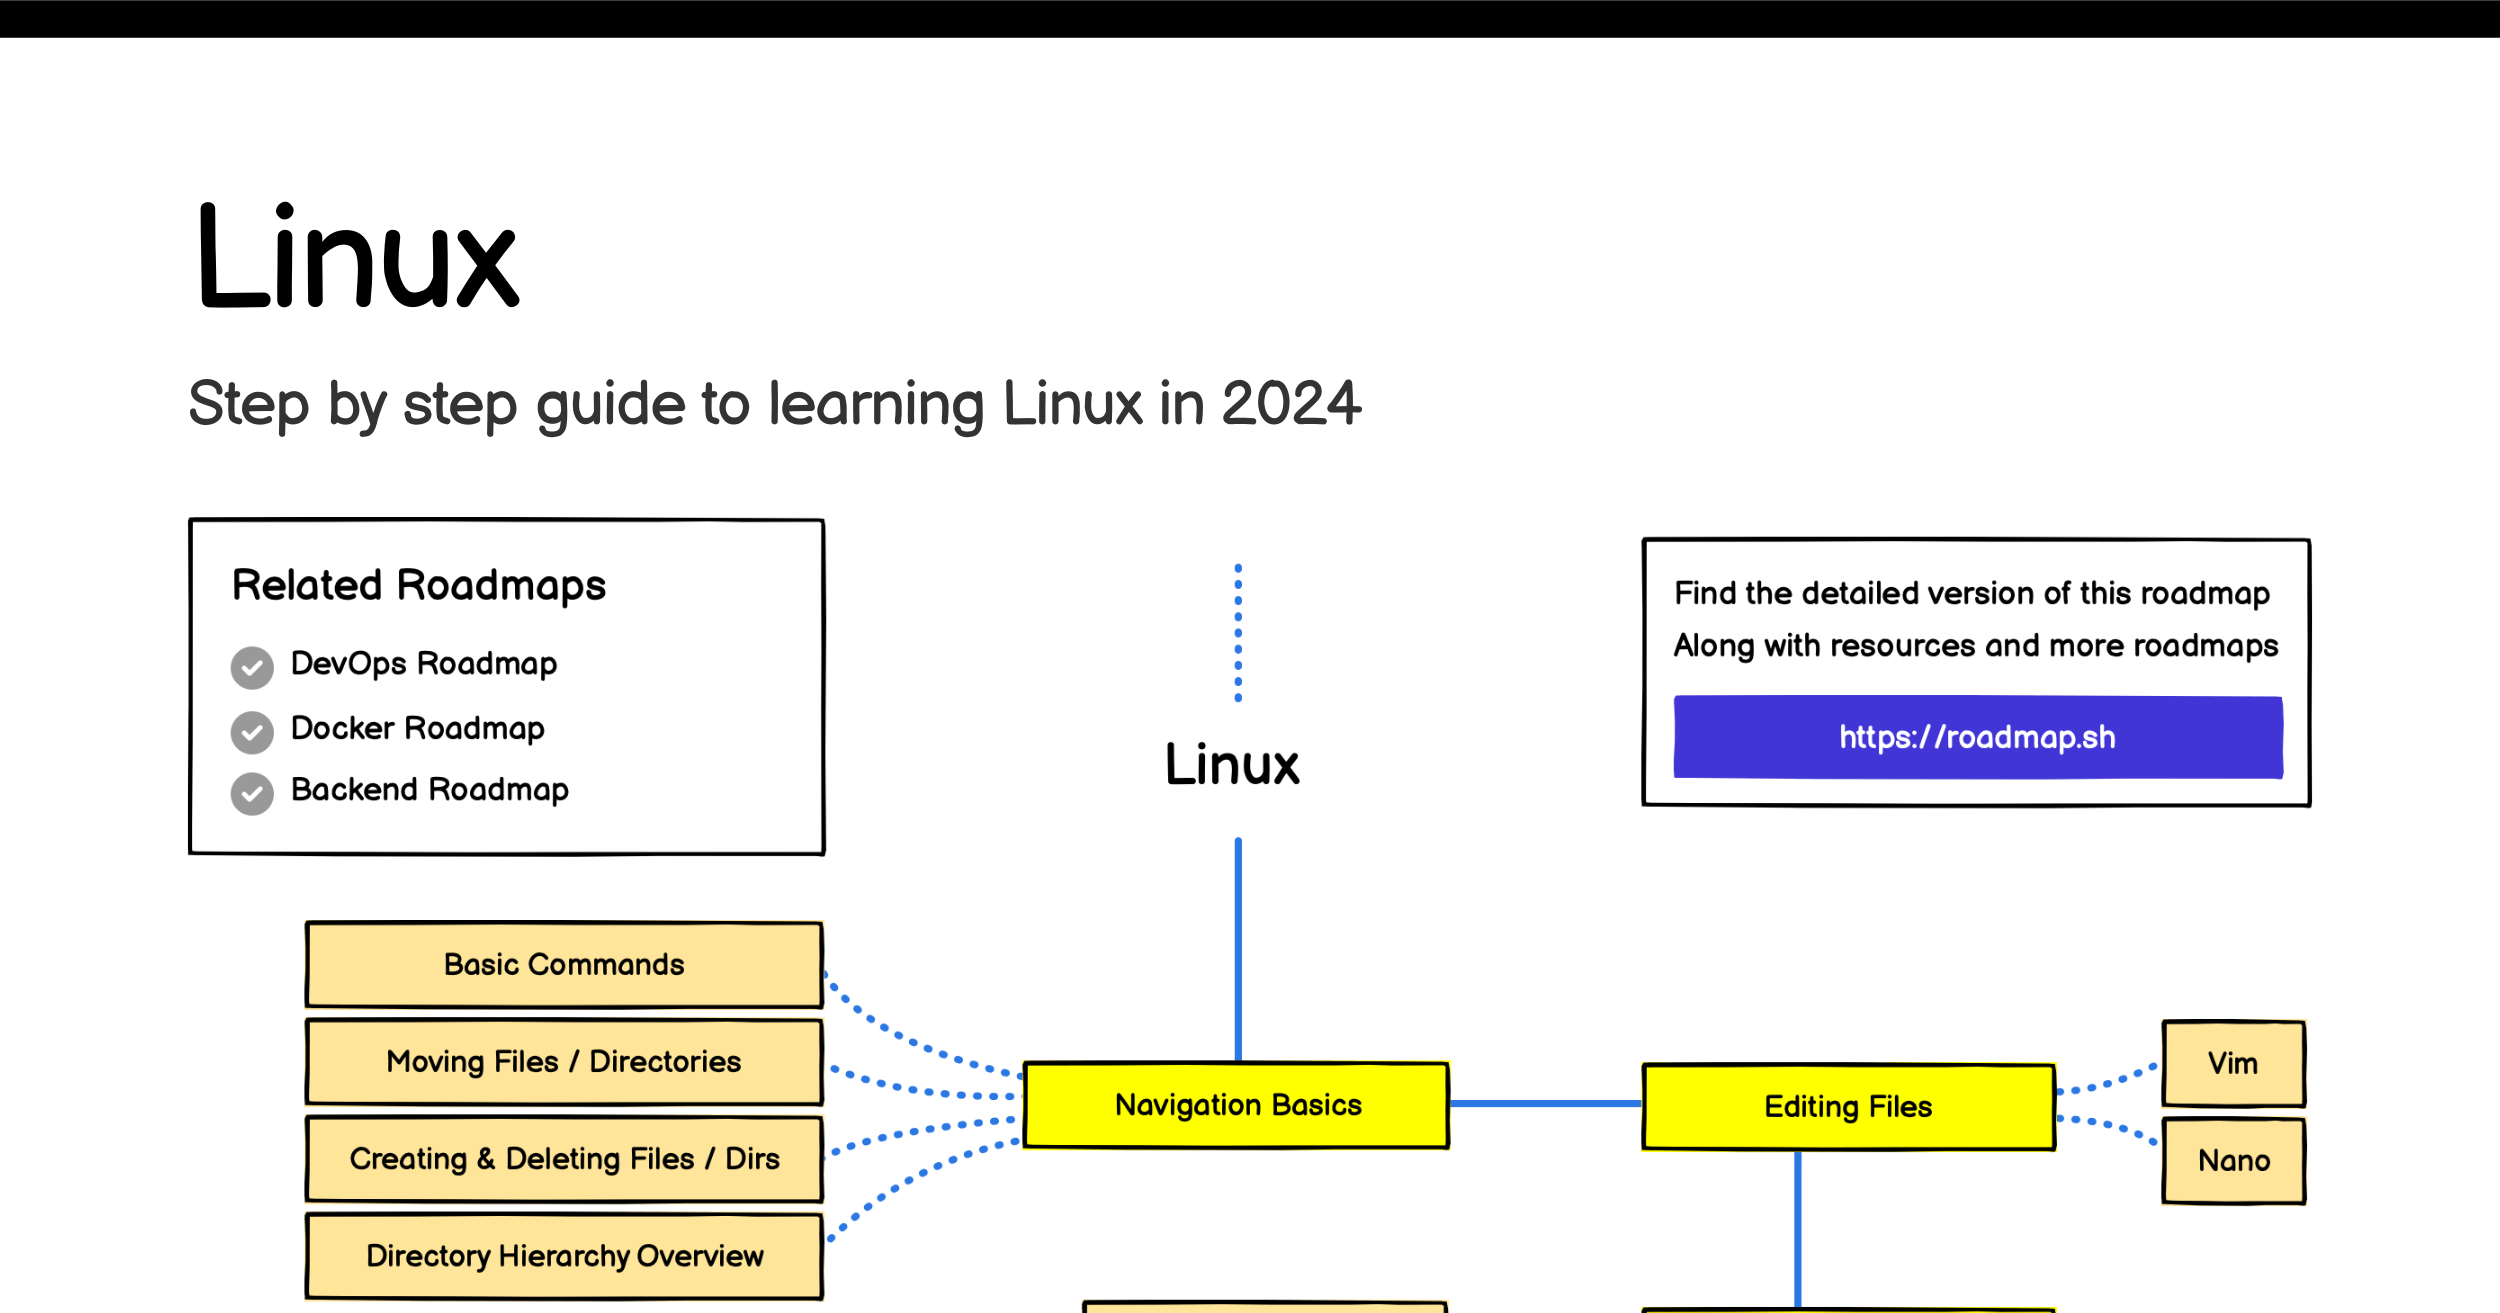 Linux
Step by step guide to learning Linux in 2024
Related Roadmaps
DevOps Roadmap
Docker Roadmap
Backend Roadmap
Linux
Find the detailed version of this roadmap
Along with resources and more roadmaps
https://roadmap.sh
Basic Commands
Moving Files / Directories
Creating & Deleting Files / Dirs
Directory Hierarchy Overview
Navigation Basics
Editing Files
Vim
Nano